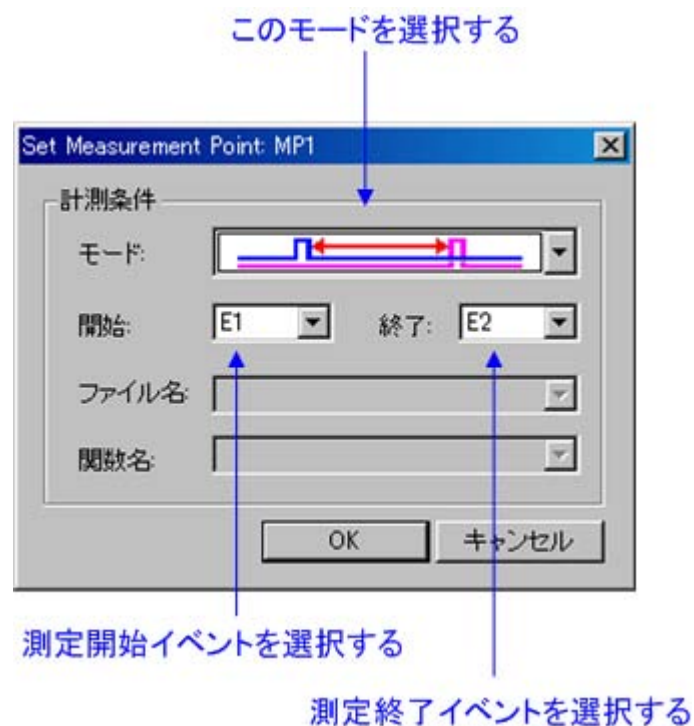 このモードを選択する
Set Measurement Point: MP1
計測条件
モード:
開始: E1 終了: E2
ファイル名:
関数名:
OK キャンセル
測定開始イベントを選択する
測定終了イベントを選択する